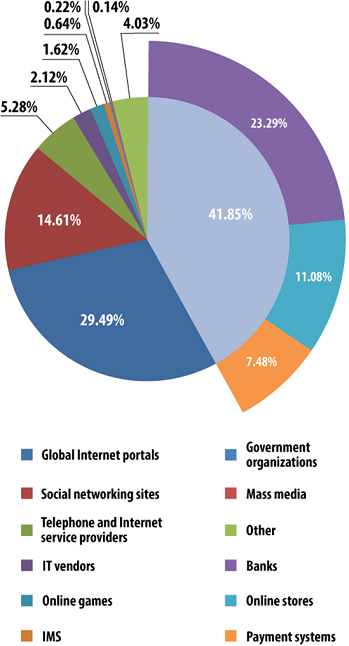 0.22%
0.14%
0.64%
4.03%
1.62%
2.12%
5.28%
23.29%
41.85%
14.61%
11.08%
29.49%
7.48%
Global Internet portals
Government
organizations
Social networking sites
Mass media
Telephone and Internet
service providers
Other
IT vendors
Banks
Online games
Online stores
IMS
Payment systems